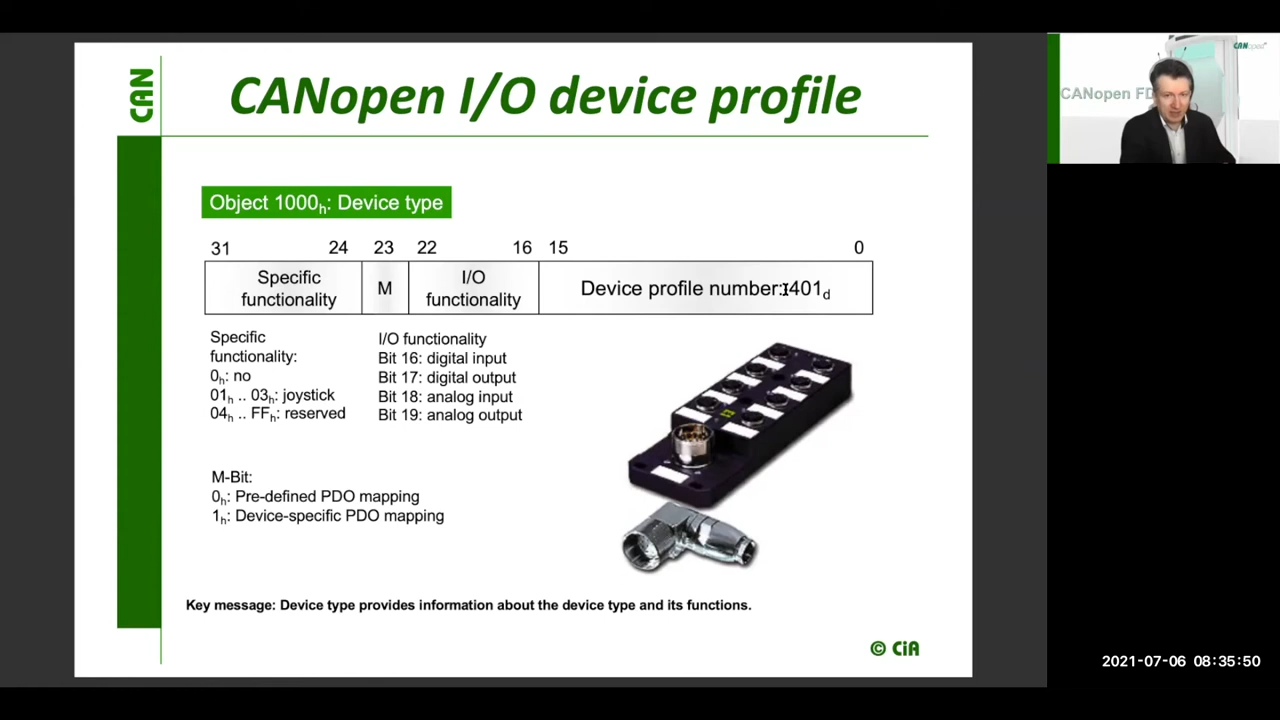 CAN
CANopen I/O device profile
Object 1000h: Device type
31 24 23 22 16 15 0
Specific functionality
M
I/O functionality
Device profile number: 401d
Specific
functionality:
0h: no
01h .. 03h: joystick
04h .. FFh: reserved
I/O functionality
Bit 16: digital input
Bit 17: digital output
Bit 18: analog input
Bit 19: analog output
M-Bit:
0h: Pre-defined PDO mapping
1h: Device-specific PDO mapping
Key message: Device type provides information about the device type and its functions.
© CiA
CANopen
CANopen FD
2021-07-06 08:35:50